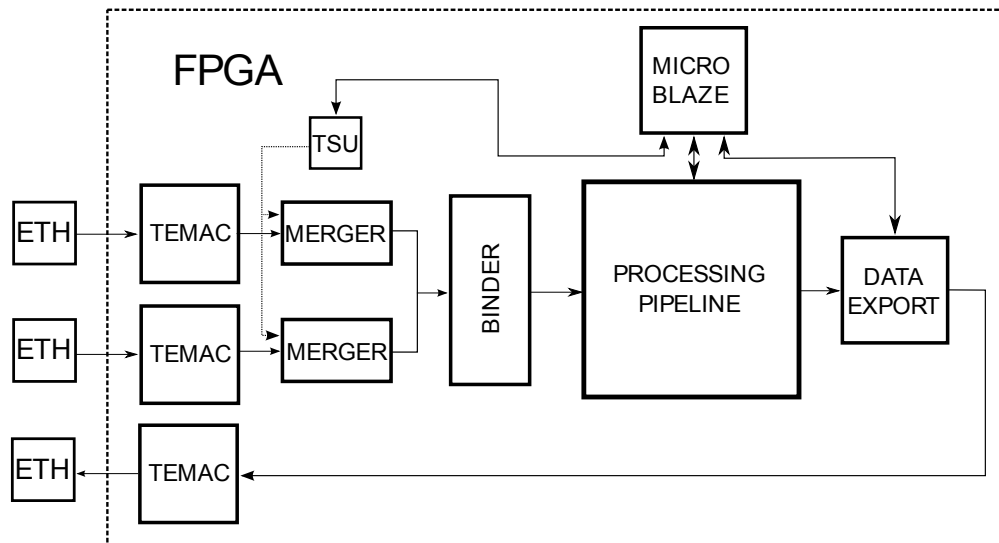 FPGA
MICRO
BLAZE
TSU
ETH
TEMAC
MERGER
BINDER
PROCESSING
PIPELINE
DATA
EXPORT
ETH
TEMAC
MERGER
ETH
TEMAC